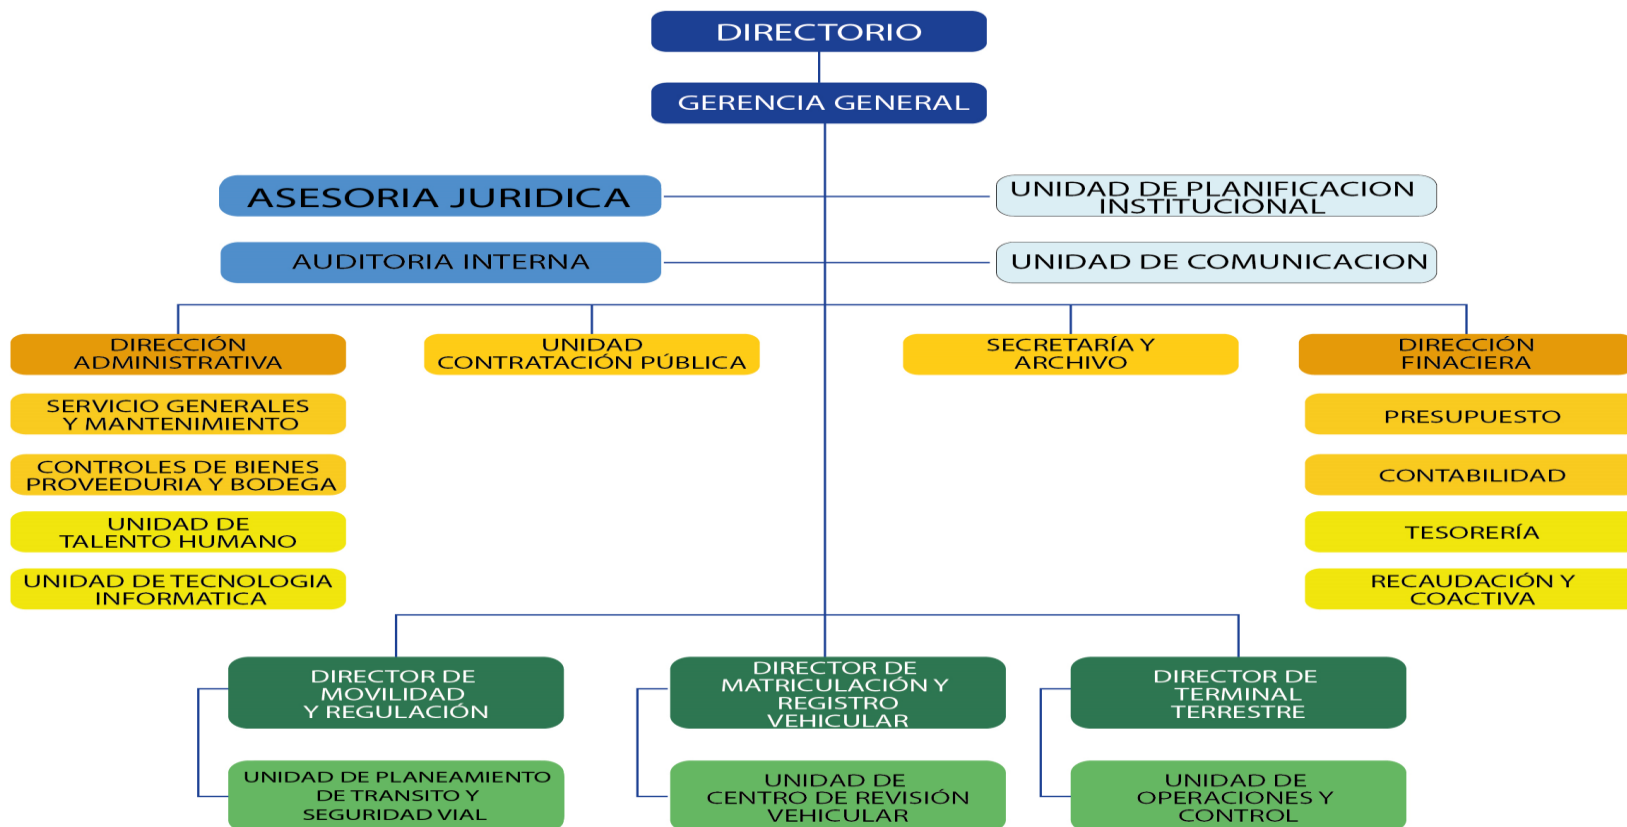 DIRECTORIO
GERENCIA GENERAL
ASESORIA JURIDICA
UNIDAD DE PLANIFICACION
INSTITUCIONAL
AUDITORIA INTERNA
UNIDAD DE COMUNICACION
DIRECCIÓN
ADMINISTRATIVA
UNIDAD
CONTRATACIÓN PÚBLICA
SECRETARÍA Y
ARCHIVO
DIRECCIÓN
FINACIERA
SERVICIO GENERALES
Y MANTENIMIENTO
PRESUPUESTO
CONTROLES DE BIENES
PROVEEDURIA Y BODEGA
CONTABILIDAD
UNIDAD DE
TALENTO HUMANO
TESORERÍA
UNIDAD DE TECNOLOGIA
INFORMATICA
RECAUDACIÓN Y
COACTIVA
DIRECTOR DE
MOVILIDAD
Y REGULACIÓN
DIRECTOR DE
MATRICULACIÓN Y
REGISTRO
VEHICULAR
DIRECTOR DE
TERMINAL
TERRESTRE
UNIDAD DE PLANEAMIENTO
DE TRANSITO Y
SEGURIDAD VIAL
UNIDAD DE
CENTRO DE REVISIÓN
VEHICULAR
UNIDAD DE
OPERACIONES Y
CONTROL